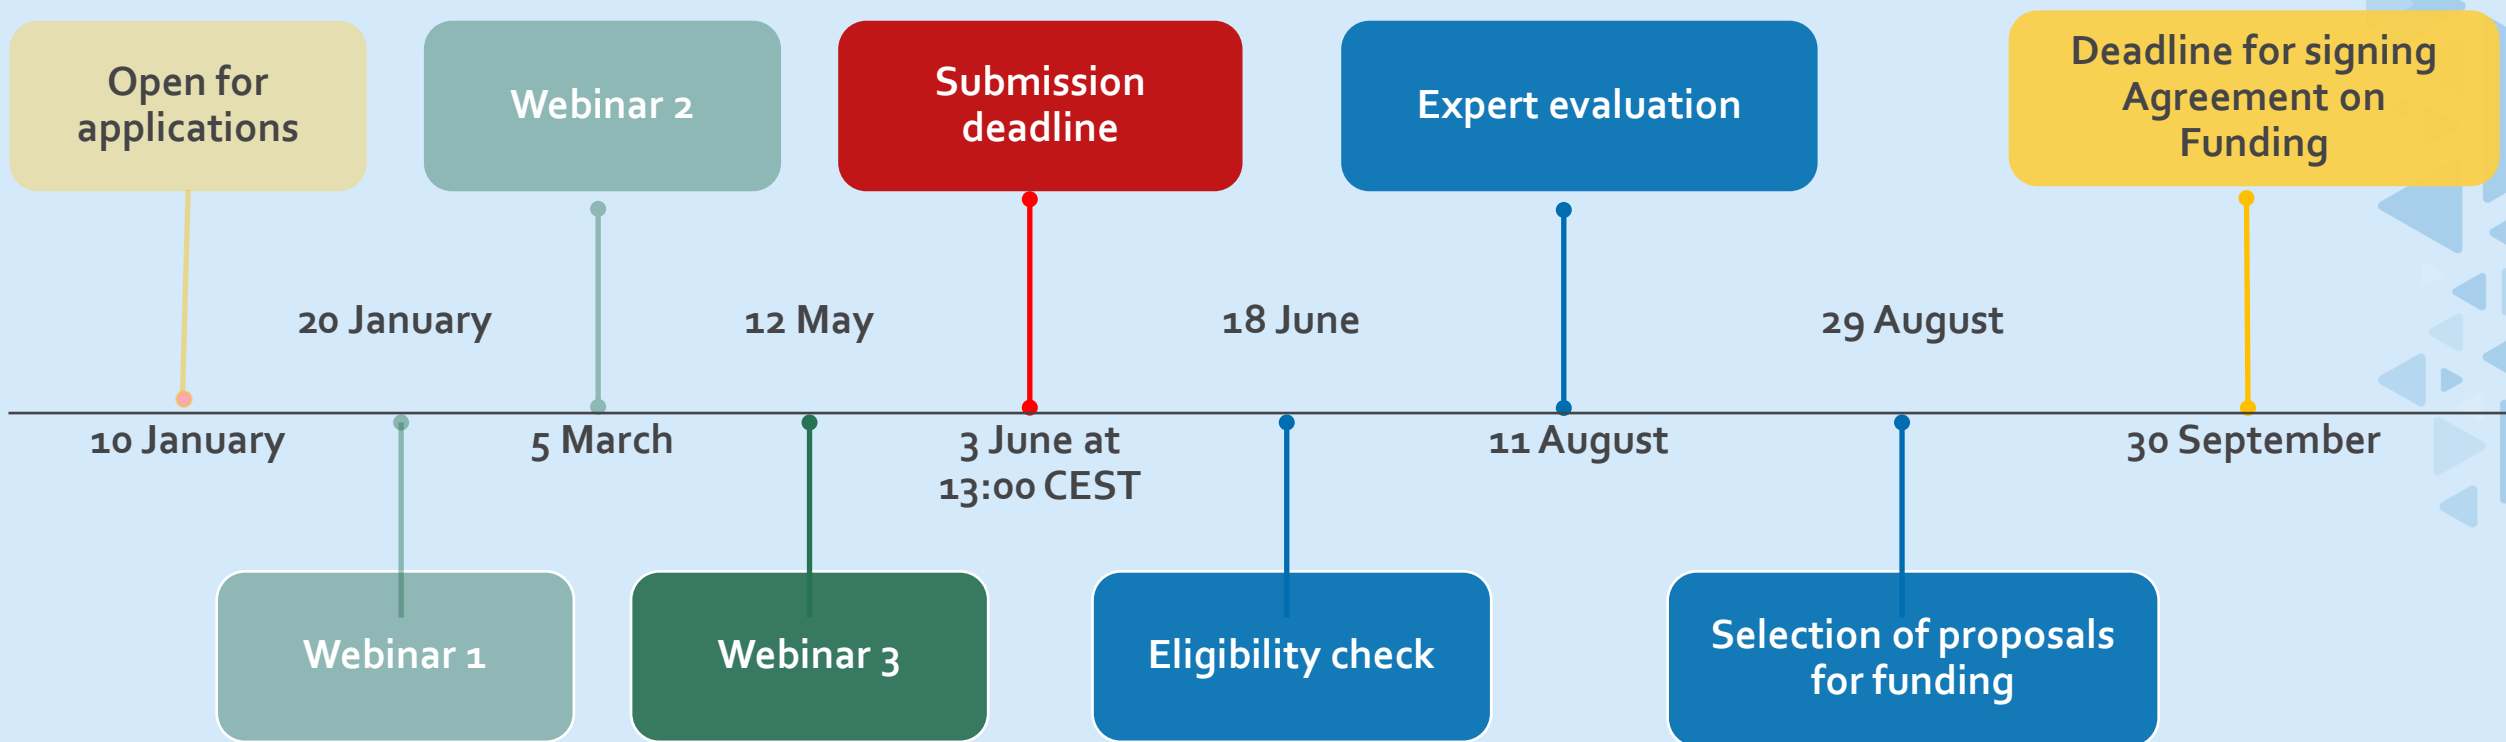 Open for
applications
Webinar 2
Submission
deadline
Expert evaluation
Deadline for signing
Agreement on
Funding
20 January
12 May
18 June
29 August
10 January
5 March
3 June at
13:00 CEST
11 August
30 September
Webinar 1
Webinar 3
Eligibility check
Selection of proposals
for funding